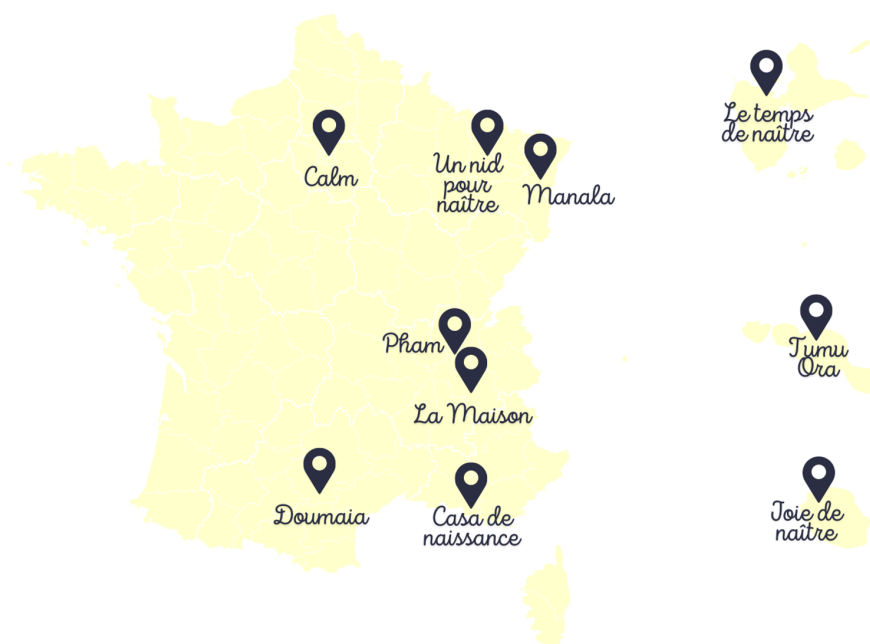 Le temps
de naître
Calm
Un nid
pour
naître
Manala
Pham
Tumu
Ora
La Maison
Doumaia
Casa de
naissance
Joie de
naître